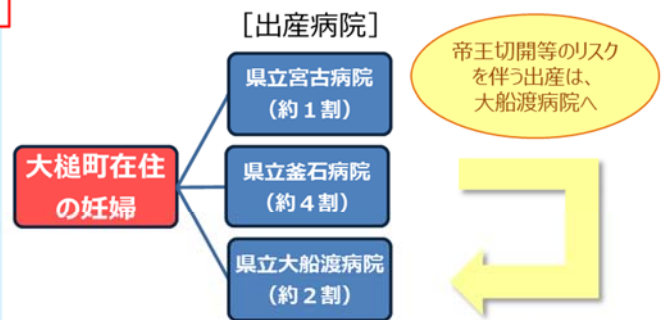 [出産病院]
県立宮古病院
(約1割)
帝王切開等のリスク
を伴う出産は、
大船渡病院へ
大槌町在住
の妊婦
県立釜石病院
(約4割)
県立大船渡病院
(約2割)